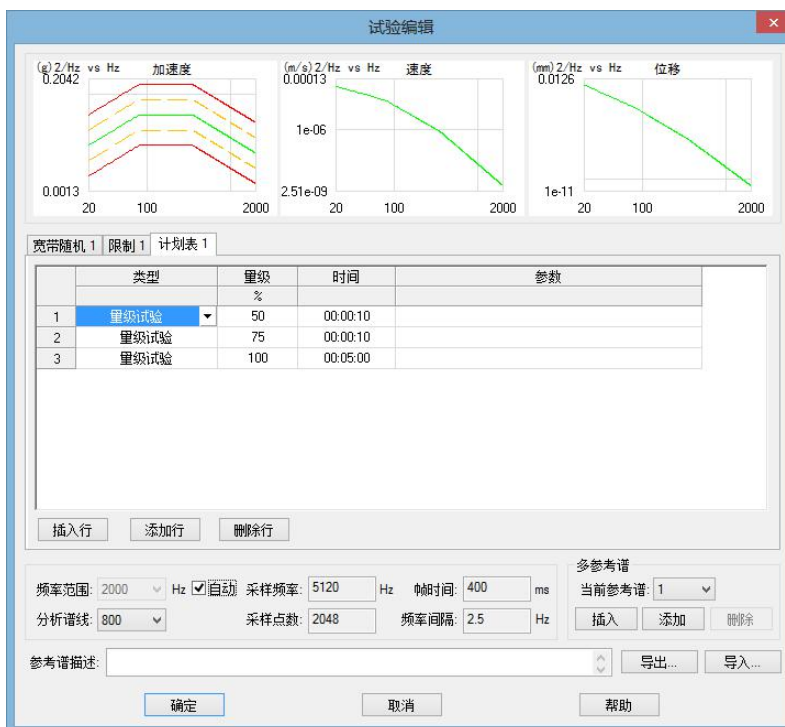 试验编辑
(g)2/Hz vs Hz 加速度
0.2042
0.0013
20 100 2000
(m/s)2/Hz vs Hz 速度
0.00013
1e-06
2.51e-09
20 100 2000
(mm)2/Hz vs Hz 位移
0.0126
1e-11
20 100 2000
宽带随机 1 限制 1 计划表 1
类型 量级 时间 参数
%
1 量级试验 50 00:00:10
2 量级试验 75 00:00:10
3 量级试验 100 00:05:00
插入行 添加行 删除行
多参考谱
频率范围: 2000 Hz 自动 采样频率: 5120 Hz 帧时间: 400 ms 当前参考谱: 1
分析谱线: 800 采样点数: 2048 频率间隔: 2.5 Hz 插入 添加 删除
参考谱描述: 导出... 导入...
确定 取消 帮助